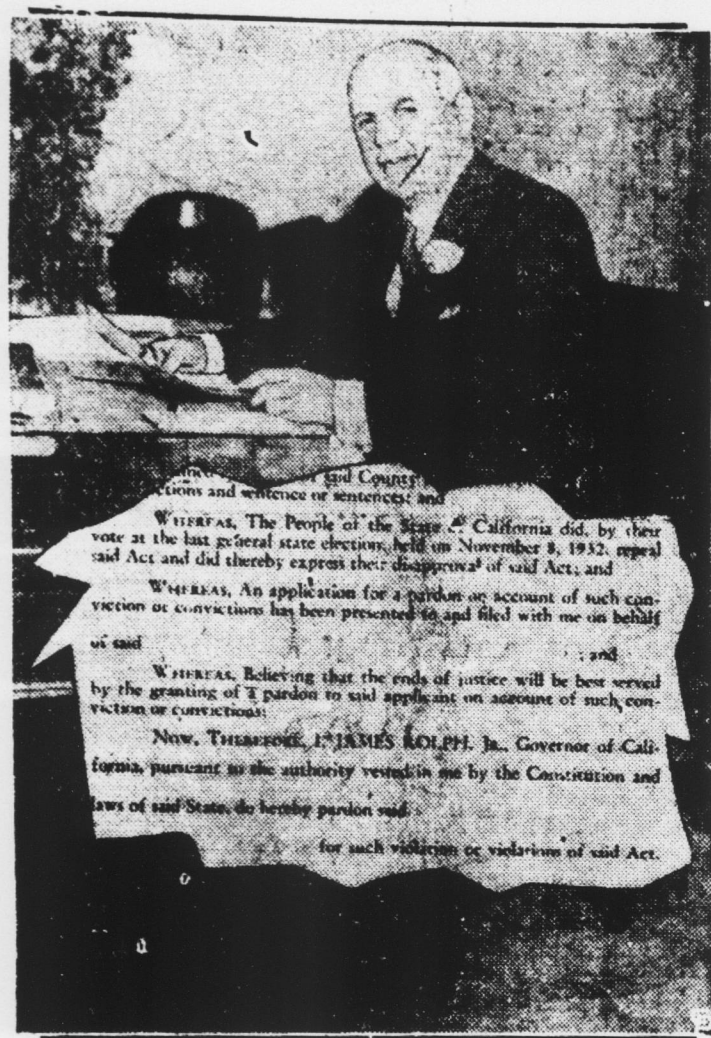 said County
ctions and sentence or sentences; and
WHEREAS, The People of the State of California did, by their
vote at the last general state election, held on November 8, 1932, repeal
said Act and did thereby express their disapproval of said Act; and
WHEREAS, An application for a pardon on account of such con-
viction or convictions has been presented to and filed with me on behalf
of said ; and
WHEREAS, Believing that the ends of justice will be best served
by the granting of a pardon to said applicant on account of such con-
viction or convictions;
NOW, THEREFORE, I, JAMES ROLPH, JR., Governor of Cali-
fornia, pursuant to the authority vested in me by the Constitution and
laws of said State, do hereby pardon said
for such violation or violations of said Act.